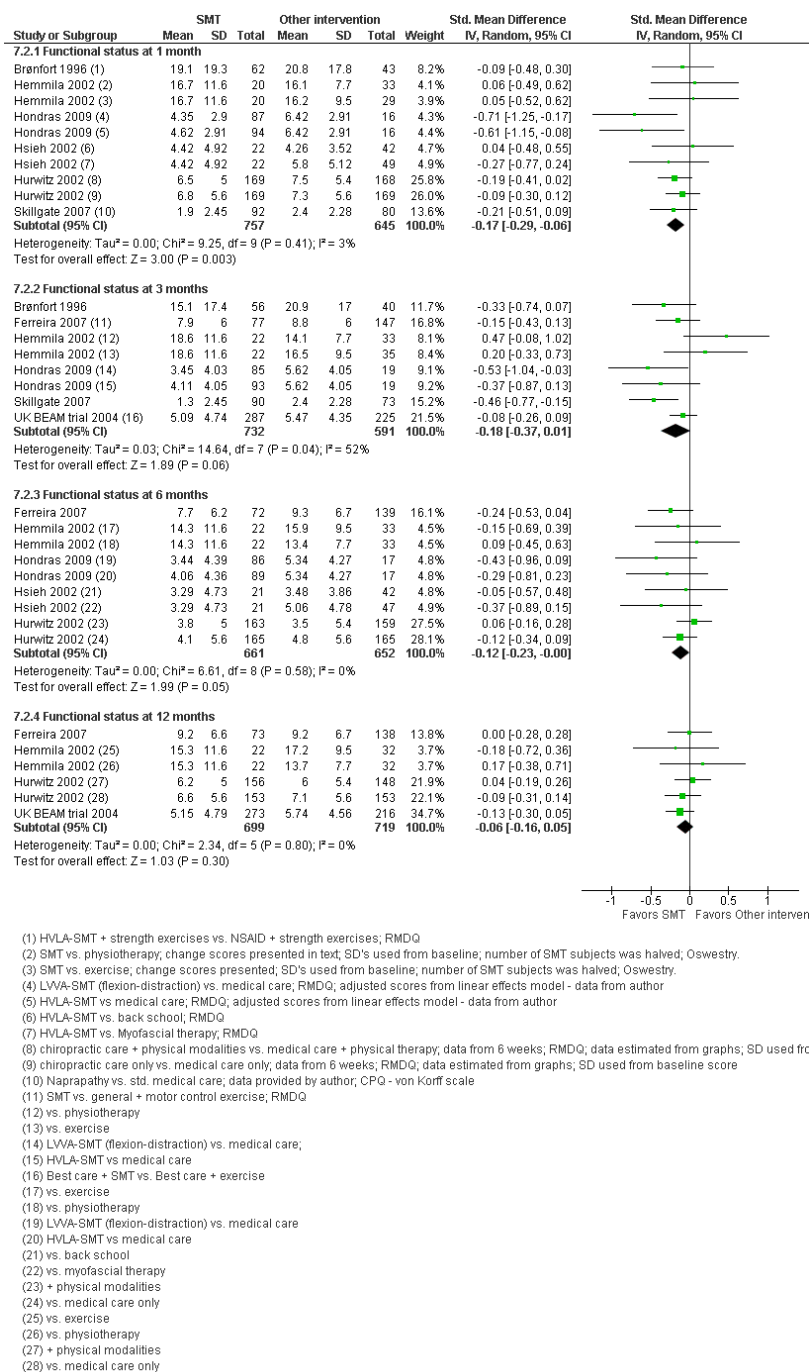 SMT Other intervention Std. Mean Difference Std. Mean Difference
Study or Subgroup Mean SD Total Mean SD Total Weight IV, Random, 95% CI IV, Random, 95% CI
7.2.1 Functional status at 1 month
Brønfort 1996 (1) 19.1 19.3 62 20.8 17.8 43 8.2% -0.09 [-0.48, 0.30]
Hemmila 2002 (2) 16.7 11.6 20 16.1 7.7 33 4.1% 0.06 [-0.49, 0.62]
Hemmila 2002 (3) 16.7 11.6 20 16.2 9.5 29 3.9% 0.05 [-0.52, 0.62]
Hondras 2009 (4) 4.35 2.9 87 6.42 2.91 16 4.3% -0.71 [-1.25, -0.17]
Hondras 2009 (5) 4.62 2.91 94 6.42 2.91 16 4.4% -0.61 [-1.15, -0.08]
Hsieh 2002 (6) 4.42 4.92 22 4.26 3.52 42 4.7% 0.04 [-0.48, 0.55]
Hsieh 2002 (7) 4.42 4.92 22 5.8 5.12 49 4.9% -0.27 [-0.77, 0.24]
Hurwitz 2002 (8) 6.5 5 169 7.5 5.4 168 25.8% -0.19 [-0.41, 0.02]
Hurwitz 2002 (9) 6.8 5.6 169 7.3 5.6 169 26.0% -0.09 [-0.30, 0.12]
Skillgate 2007 (10) 1.9 2.45 92 2.4 2.28 80 13.6% -0.21 [-0.51, 0.09]
Subtotal (95% CI) 757 645 100.0% -0.17 [-0.29, -0.06]
Heterogeneity: Tau² = 0.00; Chi² = 9.25, df = 9 (P = 0.41); I² = 3%
Test for overall effect: Z = 3.00 (P = 0.003)
7.2.2 Functional status at 3 months
Brønfort 1996 15.1 17.4 56 20.9 17 40 11.7% -0.33 [-0.74, 0.07]
Ferreira 2007 (11) 7.9 6 77 8.8 6 147 16.8% -0.15 [-0.43, 0.13]
Hemmila 2002 (12) 18.6 11.6 22 14.1 7.7 33 8.1% 0.47 [-0.08, 1.02]
Hemmila 2002 (13) 18.6 11.6 22 16.5 9.5 35 8.4% 0.20 [-0.33, 0.73]
Hondras 2009 (14) 3.45 4.03 85 5.62 4.05 19 9.0% -0.53 [-1.04, -0.03]
Hondras 2009 (15) 4.11 4.05 93 5.62 4.05 19 9.2% -0.37 [-0.87, 0.13]
Skillgate 2007 1.3 2.45 90 2.4 2.28 73 15.3% -0.46 [-0.77, -0.15]
UK BEAM trial 2004 (16) 5.09 4.74 287 5.47 4.35 225 21.5% -0.08 [-0.26, 0.09]
Subtotal (95% CI) 732 591 100.0% -0.18 [-0.37, 0.01]
Heterogeneity: Tau² = 0.03; Chi² = 14.64, df = 7 (P = 0.04); I² = 52%
Test for overall effect: Z = 1.89 (P = 0.06)
7.2.3 Functional status at 6 months
Ferreira 2007 7.7 6.2 72 9.3 6.7 139 16.1% -0.24 [-0.53, 0.04]
Hemmila 2002 (17) 14.3 11.6 22 15.9 9.5 33 4.5% -0.15 [-0.69, 0.39]
Hemmila 2002 (18) 14.3 11.6 22 13.4 7.7 33 4.5% 0.09 [-0.45, 0.63]
Hondras 2009 (19) 3.44 4.39 86 5.34 4.27 17 4.8% -0.43 [-0.96, 0.09]
Hondras 2009 (20) 4.06 4.36 89 5.34 4.27 17 4.8% -0.29 [-0.81, 0.23]
Hsieh 2002 (21) 3.29 4.73 21 3.48 3.86 42 4.8% -0.05 [-0.57, 0.48]
Hsieh 2002 (22) 3.29 4.73 21 5.06 4.78 47 4.9% -0.37 [-0.89, 0.15]
Hurwitz 2002 (23) 3.8 5 163 3.5 5.4 159 27.5% 0.06 [-0.16, 0.28]
Hurwitz 2002 (24) 4.1 5.6 165 4.8 5.6 165 28.1% -0.12 [-0.34, 0.09]
Subtotal (95% CI) 661 652 100.0% -0.12 [-0.23, -0.00]
Heterogeneity: Tau² = 0.00; Chi² = 6.61, df = 8 (P = 0.58); I² = 0%
Test for overall effect: Z = 1.99 (P = 0.05)
7.2.4 Functional status at 12 months
Ferreira 2007 9.2 6.6 73 9.2 6.7 138 13.8% 0.00 [-0.28, 0.28]
Hemmila 2002 (25) 15.3 11.6 22 17.2 9.5 32 3.7% -0.18 [-0.72, 0.36]
Hemmila 2002 (26) 15.3 11.6 22 13.7 7.7 32 3.7% 0.17 [-0.38, 0.71]
Hurwitz 2002 (27) 6.2 5 156 6 5.4 148 21.9% 0.04 [-0.19, 0.26]
Hurwitz 2002 (28) 6.6 5.6 153 7.1 5.6 153 22.1% -0.09 [-0.31, 0.14]
UK BEAM trial 2004 5.15 4.79 273 5.74 4.56 216 34.7% -0.13 [-0.30, 0.05]
Subtotal (95% CI) 699 719 100.0% -0.06 [-0.16, 0.05]
Heterogeneity: Tau² = 0.00; Chi² = 2.34, df = 5 (P = 0.80); I² = 0%
Test for overall effect: Z = 1.03 (P = 0.30)
-1 -0.5 0 0.5 1
Favors SMT Favors Other interven
(1) HVLA-SMT + strength exercises vs. NSAID + strength exercises; RMDQ
(2) SMT vs. physiotherapy; change scores presented in text; SD's used from baseline; number of SMT subjects was halved; Oswestry.
(3) SMT vs. exercise; change scores presented; SD's used from baseline; number of SMT subjects was halved; Oswestry.
(4) LVVA-SMT (flexion-distraction) vs. medical care; RMDQ; adjusted scores from linear effects model - data from author
(5) HVLA-SMT vs medical care; RMDQ; adjusted scores from linear effects model - data from author
(6) HVLA-SMT vs. back school; RMDQ
(7) HVLA-SMT vs. Myofascial therapy; RMDQ
(8) chiropractic care + physical modalities vs. medical care + physical therapy; data from 6 weeks; RMDQ; data estimated from graphs; SD used fro
(9) chiropractic care only vs. medical care only; data from 6 weeks; RMDQ; data estimated from graphs; SD used from baseline score
(10) Naprapathy vs. std. medical care; data provided by author; CPQ - von Korff scale
(11) SMT vs. general + motor control exercise; RMDQ
(12) vs. physiotherapy
(13) vs. exercise
(14) LVVA-SMT (flexion-distraction) vs. medical care;
(15) HVLA-SMT vs medical care
(16) Best care + SMT vs. Best care + exercise
(17) vs. exercise
(18) vs. physiotherapy
(19) LVVA-SMT (flexion-distraction) vs. medical care
(20) HVLA-SMT vs medical care
(21) vs. back school
(22) vs. myofascial therapy
(23) + physical modalities
(24) vs. medical care only
(25) vs. exercise
(26) vs. physiotherapy
(27) + physical modalities
(28) vs. medical care only